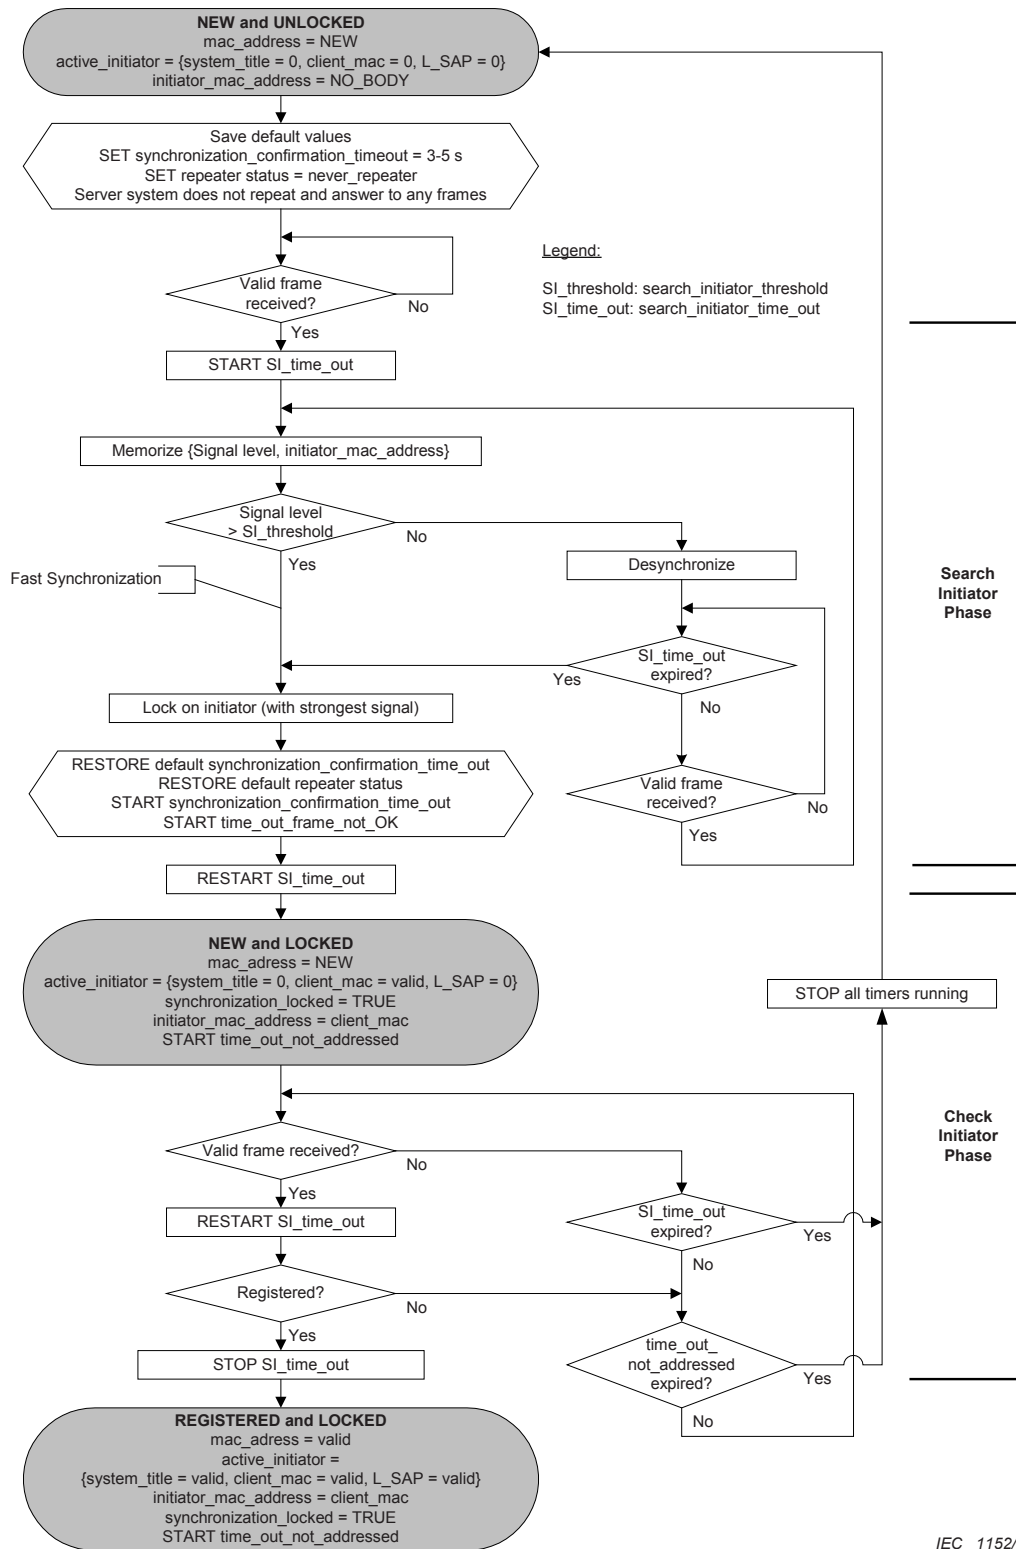 NEW and UNLOCKED
mac_address = NEW
active_initiator = {system_title = 0, client_mac = 0, L_SAP = 0}
initiator_mac_address = NO_BODY
Save default values
SET synchronization_confirmation_timeout = 3-5 s
SET repeater status = never_repeater
Server system does not repeat and answer to any frames
Legend:
SI_threshold: search_initiator_threshold
SI_time_out: search_initiator_time_out
Valid frame
received?
No
Yes
START SI_time_out
Memorize {Signal level, initiator_mac_address}
Signal level
> SI_threshold
No
Yes
Fast Synchronization
Desynchronize
Search
Initiator
Phase
SI_time_out
expired?
Yes
No
Lock on initiator (with strongest signal)
RESTORE default synchronization_confirmation_time_out
RESTORE default repeater status
START synchronization_confirmation_time_out
START time_out_frame_not_OK
Valid frame
received?
No
Yes
RESTART SI_time_out
NEW and LOCKED
mac_adress = NEW
active_initiator = {system_title = 0, client_mac = valid, L_SAP = 0}
synchronization_locked = TRUE
initiator_mac_address = client_mac
START time_out_not_addressed
STOP all timers running
Check
Initiator
Phase
Valid frame received?
No
Yes
RESTART SI_time_out
SI_time_out
expired?
Yes
No
Registered?
No
Yes
STOP SI_time_out
time_out_
not_addressed
expired?
Yes
No
REGISTERED and LOCKED
mac_adress = valid
active_initiator =
{system_title = valid, client_mac = valid, L_SAP = valid}
initiator_mac_address = client_mac
synchronization_locked = TRUE
START time_out_not_addressed
IEC 1152/